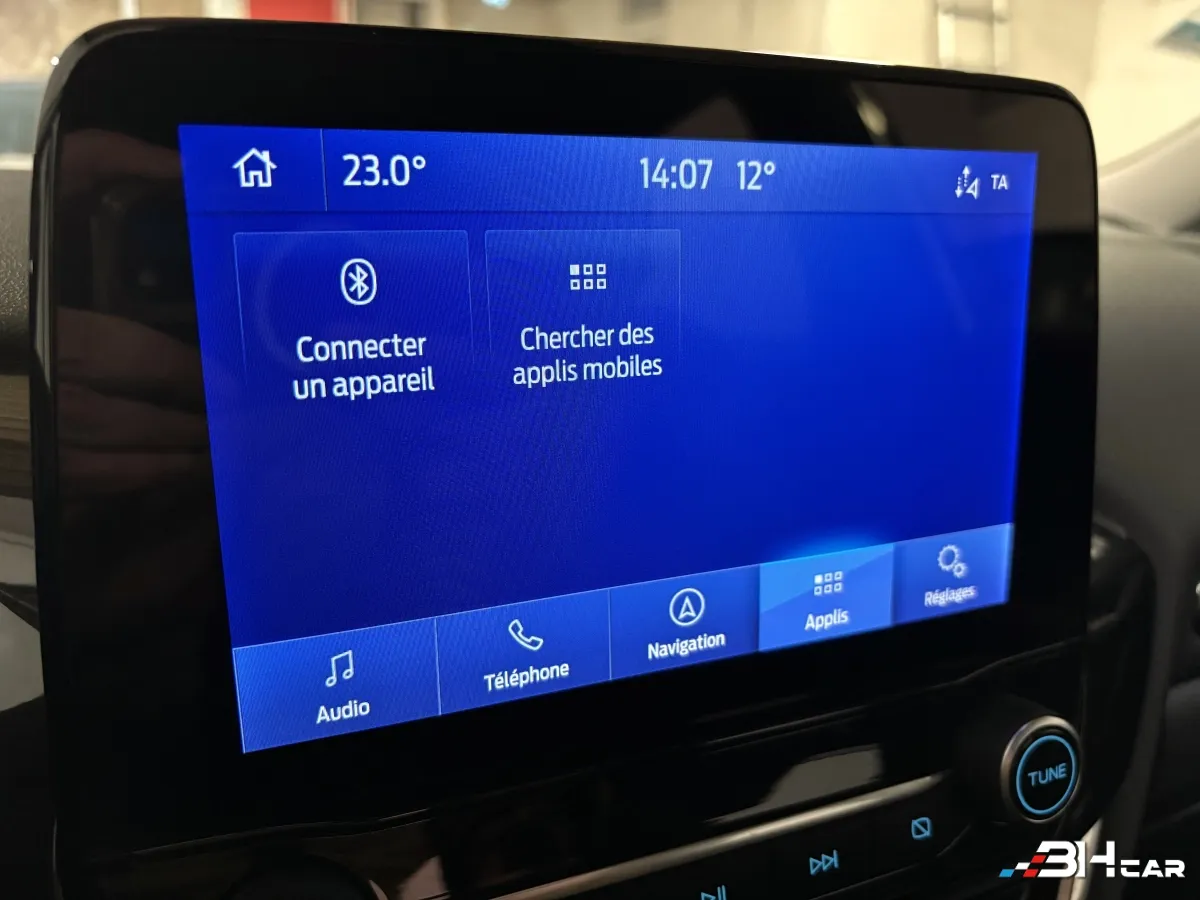 23.0° 14:07 12° TA
Connecter
un appareil
Chercher des
applis mobiles
Audio Téléphone Navigation Applis Réglages
TUNE
3HCAR